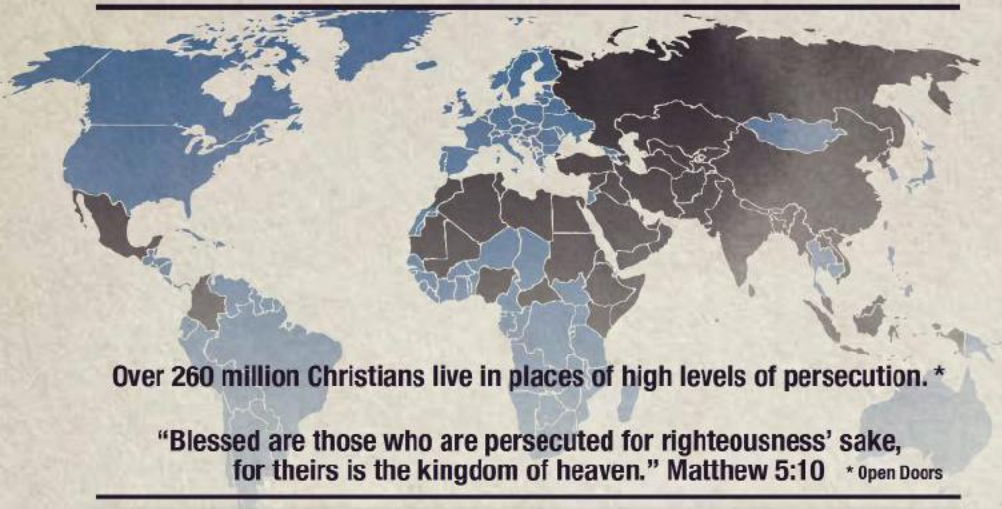 Over 260 million Christians live in places of high levels of persecution. *
“Blessed are those who are persecuted for righteousness’ sake,
for theirs is the kingdom of heaven.” Matthew 5:10 * Open Doors